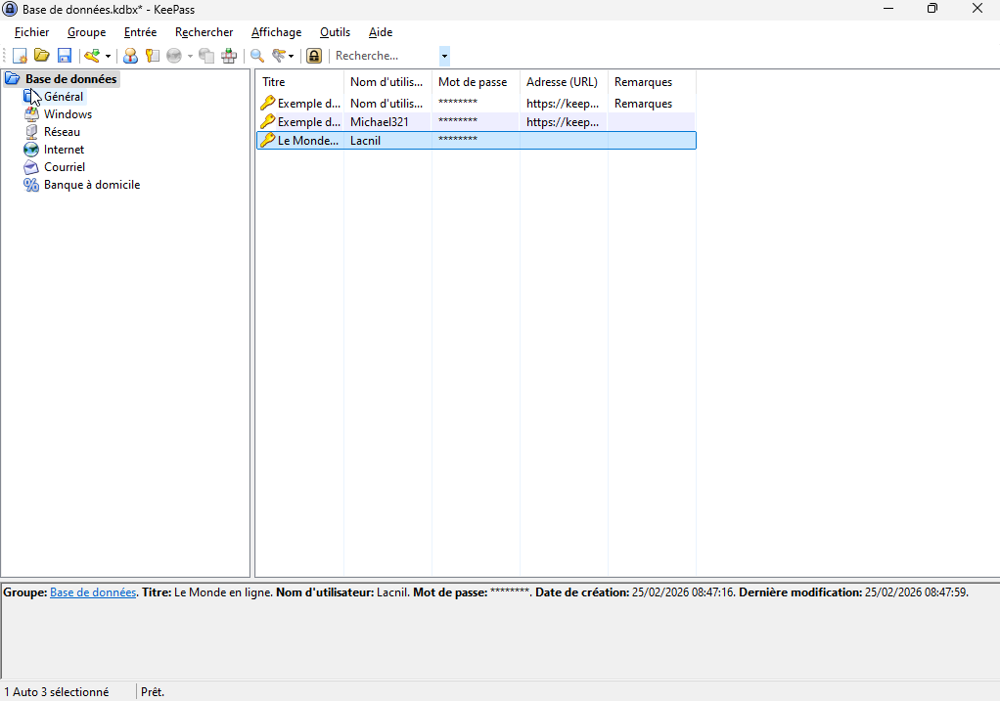 Base de données.kdbx* - KeePass
Fichier Groupe Entrée Rechercher Affichage Outils Aide
Recherche...
Base de données
Général
Windows
Réseau
Internet
Courriel
Banque à domicile
Titre Nom d'utilis... Mot de passe Adresse (URL) Remarques
Exemple d... Nom d'utilis... ******** https://keep... Remarques
Exemple d... Michael321 ******** https://keep...
Le Monde... Lacnil ********
Groupe: Base de données. Titre: Le Monde en ligne. Nom d'utilisateur: Lacnil. Mot de passe: ********. Date de création: 25/02/2026 08:47:16. Dernière modification: 25/02/2026 08:47:59.
1 Auto 3 sélectionné Prêt.